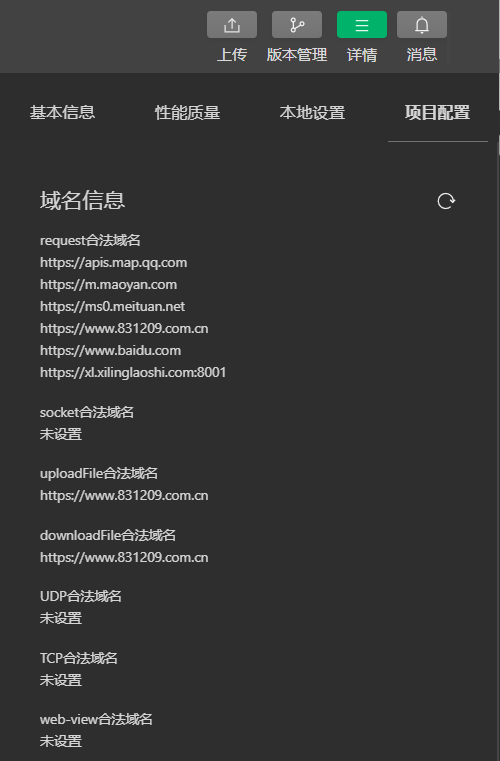 上传 版本管理 详情 消息
基本信息 性能质量 本地设置 项目配置
域名信息
request合法域名
https://apis.map.qq.com
https://m.maoyan.com
https://ms0.meituan.net
https://www.831209.com.cn
https://www.baidu.com
https://xl.xilinglaoshi.com:8001
socket合法域名
未设置
uploadFile合法域名
https://www.831209.com.cn
downloadFile合法域名
https://www.831209.com.cn
UDP合法域名
未设置
TCP合法域名
未设置
web-view合法域名
未设置